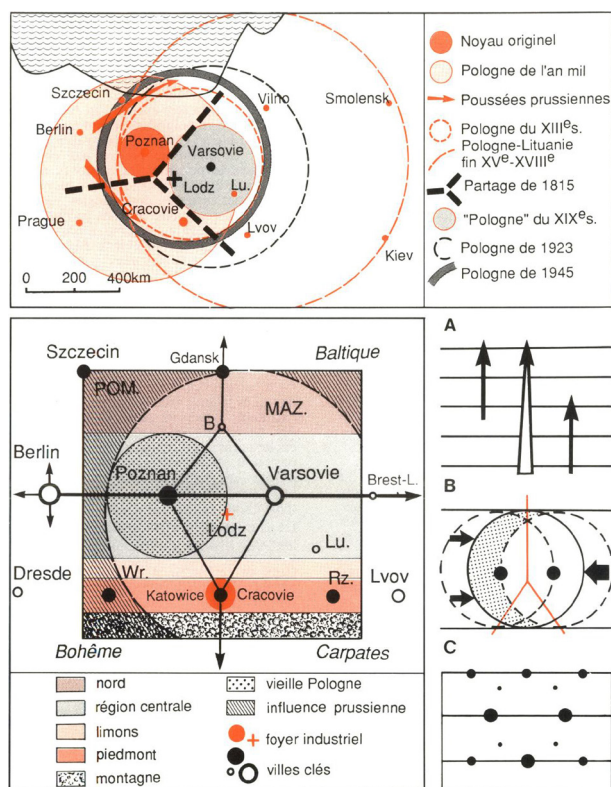 Szczecin
Berlin
Poznan
Vilno
Smolensk
Varsovie
Lodz
Lu.
Prague
Cracovie
Lvov
Kiev
0 200 400km
Noyau originel
Pologne de l'an mil
Poussées prussiennes
Pologne du XIIIes.
Pologne-Lituanie
fin XVe-XVIIIe
Partage de 1815
"Pologne" du XIXes.
Pologne de 1923
Pologne de 1945
Szczecin
Gdansk
Baltique
POM.
MAZ.
B
Berlin
Poznan
Varsovie
Brest-L.
Lodz
Lu.
Dresde
Wr.
Katowice
Cracovie
Rz.
Lvov
Bohême
Carpates
nord
région centrale
limons
piedmont
montagne
vieille Pologne
influence prussienne
foyer industriel
villes clés
A
B
C